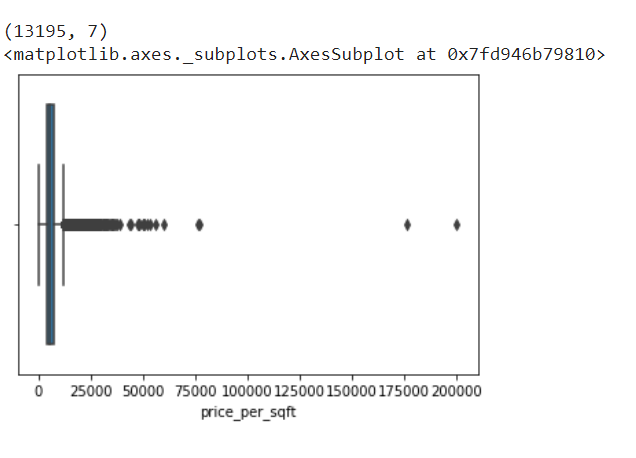 (13195, 7)
<matplotlib.axes._subplots.AxesSubplot at 0x7fd946b79810>
0 25000 50000 75000 100000 125000 150000 175000 200000
price_per_sqft